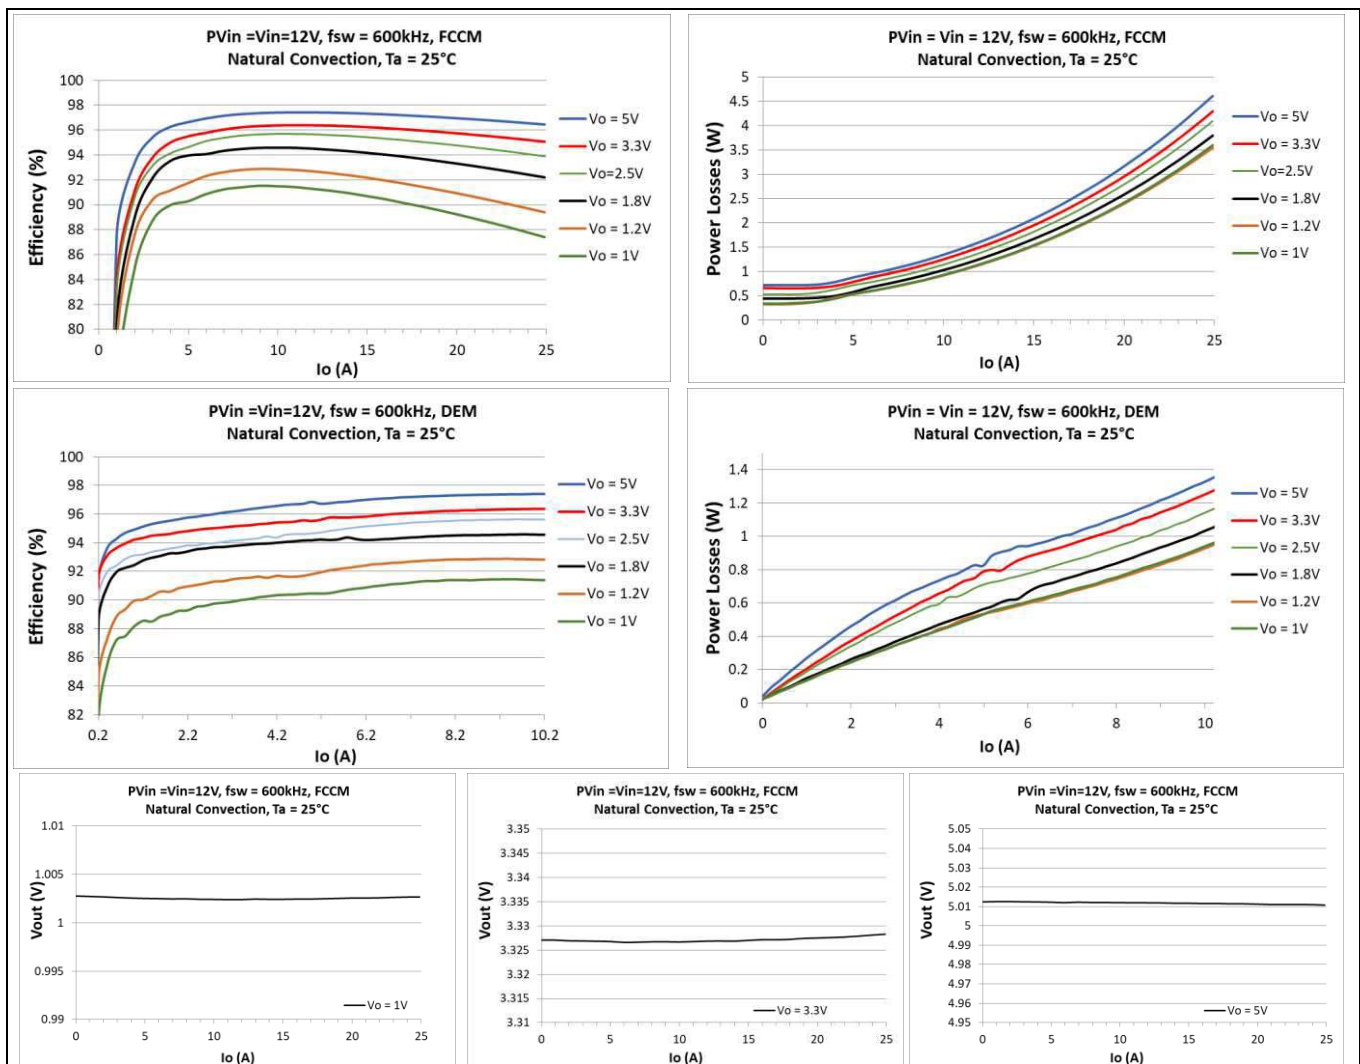 PVin =Vin=12V, fsw = 600kHz, FCCM
Natural Convection, Ta = 25°C
100
98
96
94
92
90
88
86
84
82
80
Efficiency (%)
0
5
10
15
20
25
Io (A)
Vo = 5V
Vo = 3.3V
Vo=2.5V
Vo = 1.8V
Vo = 1.2V
Vo = 1V
PVin = Vin = 12V, fsw = 600kHz, FCCM
Natural Convection, Ta = 25°C
5
4.5
4
3.5
3
2.5
2
1.5
1
0.5
0
Power Losses (W)
0
5
10
15
20
25
Io (A)
Vo = 5V
Vo = 3.3V
Vo=2.5V
Vo = 1.8V
Vo = 1.2V
Vo = 1V
PVin =Vin=12V, fsw = 600kHz, DEM
Natural Convection, Ta = 25°C
100
98
96
94
92
90
88
86
84
82
Efficiency (%)
0.2
2.2
4.2
6.2
8.2
10.2
Io (A)
Vo = 5V
Vo = 3.3V
Vo = 2.5V
Vo = 1.8V
Vo = 1.2V
Vo = 1V
PVin = Vin = 12V, fsw = 600kHz, DEM
Natural Convection, Ta = 25°C
1.4
1.2
1
0.8
0.6
0.4
0.2
0
Power Losses (W)
0
2
4
6
8
10
Io (A)
Vo = 5V
Vo = 3.3V
Vo = 2.5V
Vo = 1.8V
Vo = 1.2V
Vo = 1V
PVin =Vin=12V, fsw = 600kHz, FCCM
Natural Convection, Ta = 25°C
1.01
1.005
1
0.995
0.99
Vout (V)
0
5
10
15
20
25
Io (A)
Vo = 1V
PVin =Vin=12V, fsw = 600kHz, FCCM
Natural Convection, Ta = 25°C
3.35
3.345
3.34
3.335
3.33
3.325
3.32
3.315
3.31
Vout (V)
0
5
10
15
20
25
Io (A)
Vo = 3.3V
PVin =Vin=12V, fsw = 600kHz, FCCM
Natural Convection, Ta = 25°C
5.05
5.04
5.03
5.02
5.01
5
4.99
4.98
4.97
4.96
4.95
Vout (V)
0
5
10
15
20
25
Io (A)
Vo = 5V